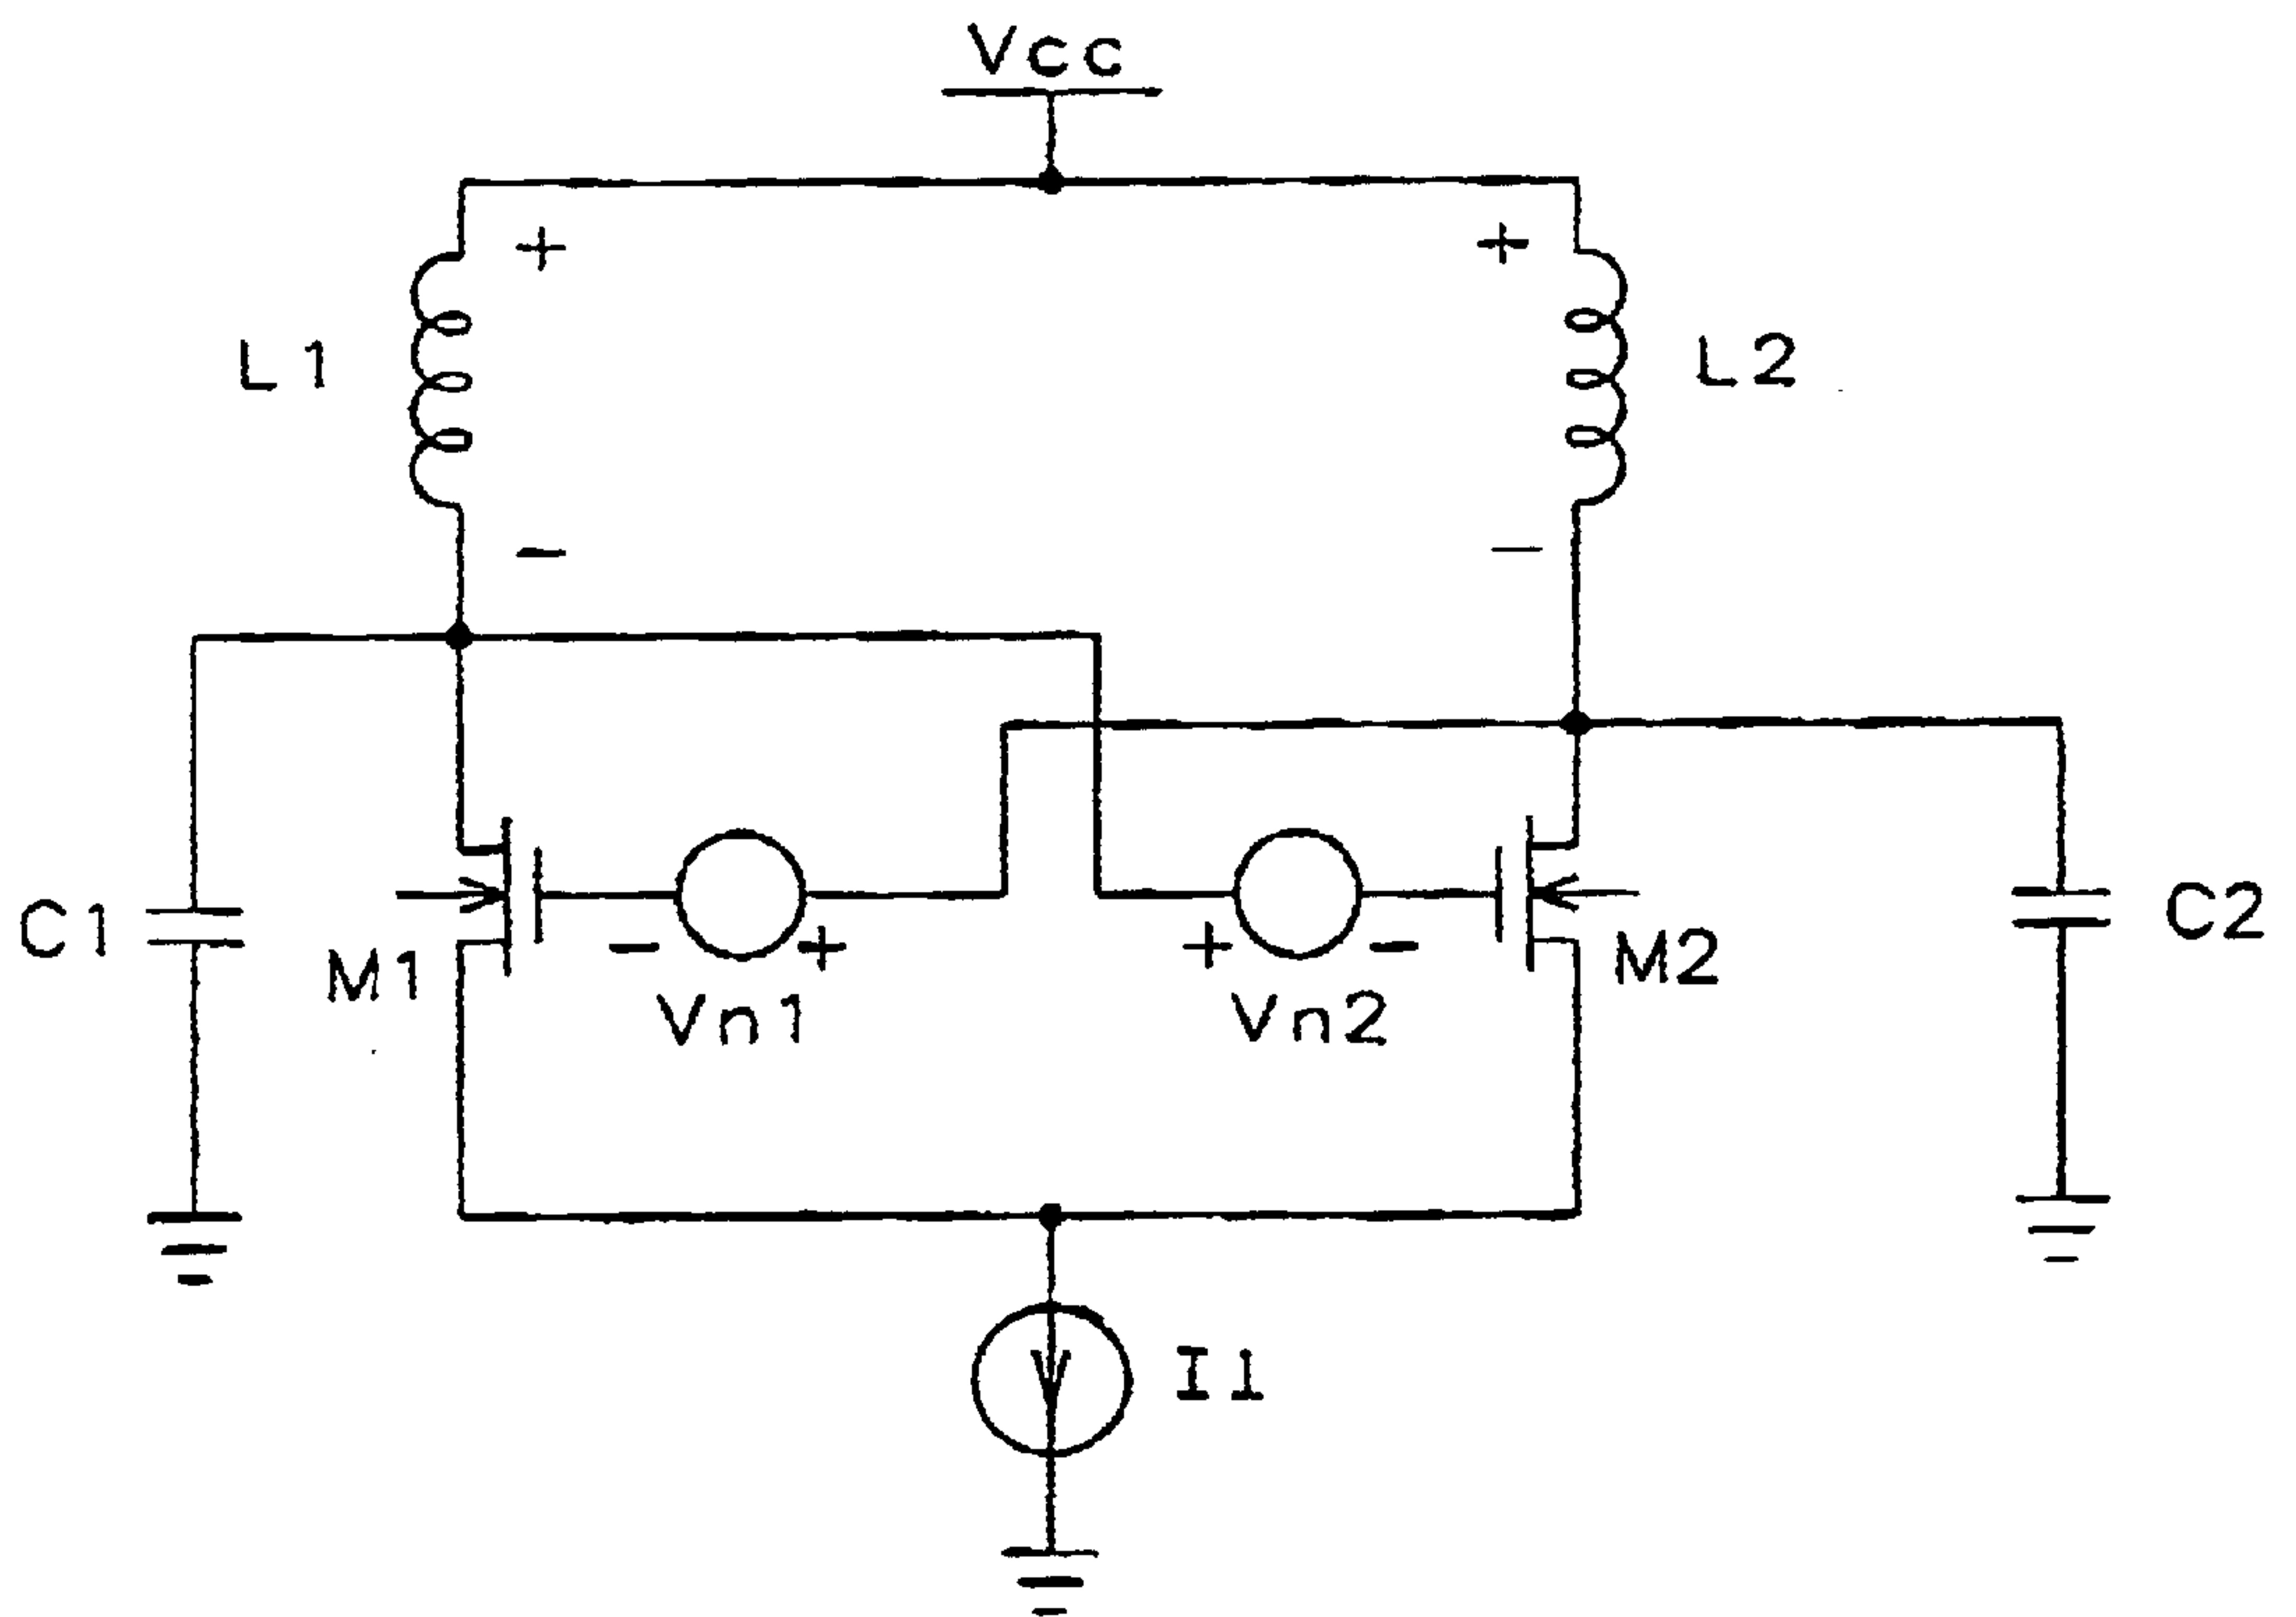 Vcc
+ +
L1 L2
- -
C1 C2
M1 - + + - M2
Vn1 Vn2
I1